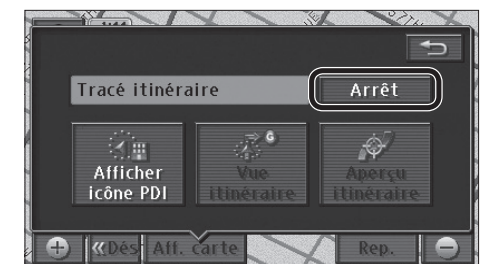 Tracé itinéraire Arrêt
Afficher
icône PDI
Vue
itinéraire
Aperçu
itinéraire
«Dés Aff. carte Rep.